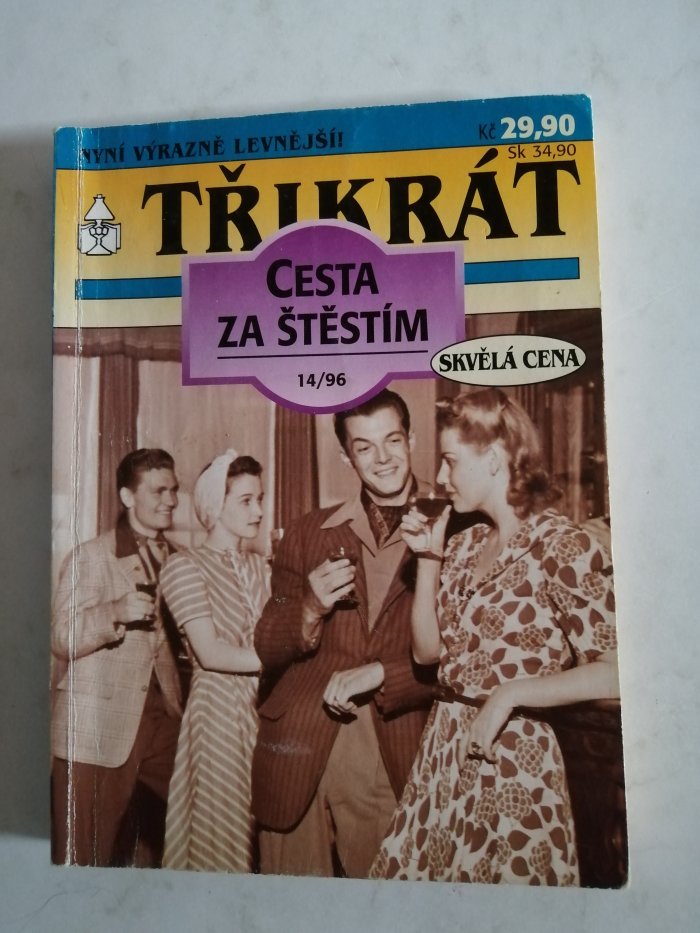 NYNÍ VÝRAZNĚ LEVNĚJŠÍ!
Kč 29,90
Sk 34,90
TŘIKRÁT
CESTA
ZA ŠTĚSTÍM
14/96
SKVĚLÁ CENA